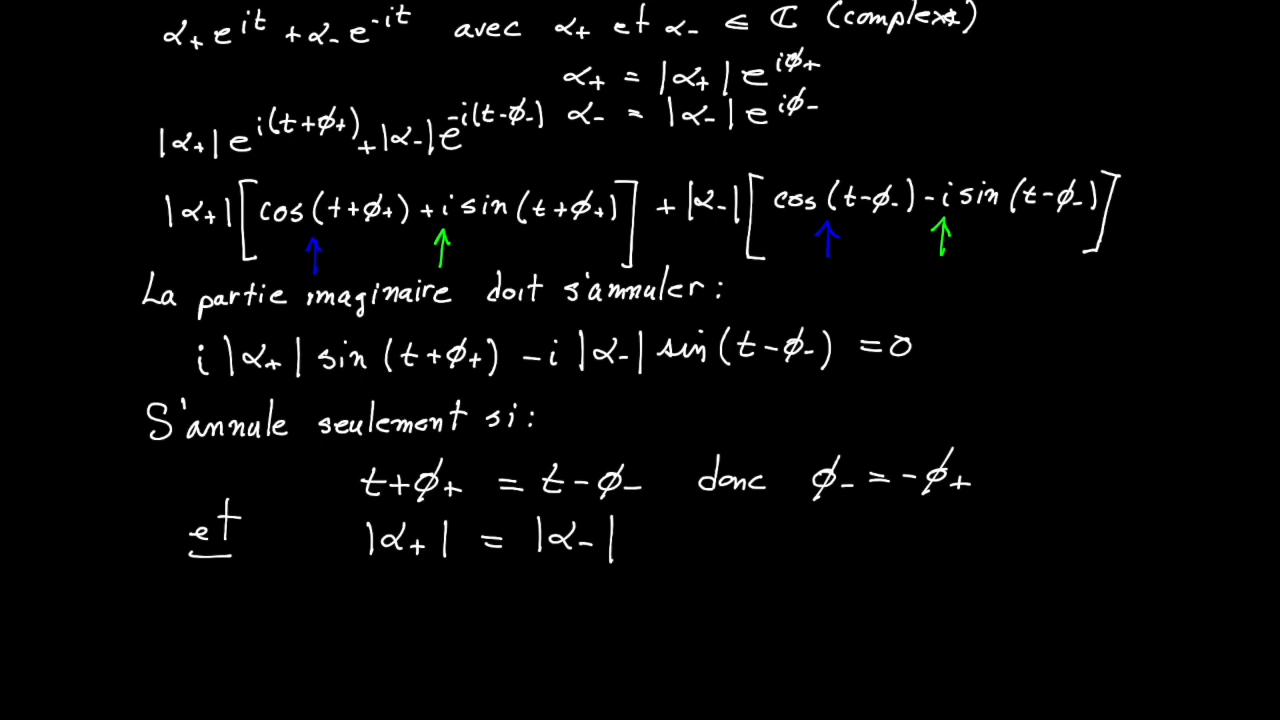 α₊ e^{it} + α₋ e^{-it} avec α₊ et α₋ ∈ ℂ (complexe)
α₊ = |α₊| e^{iϕ₊}
α₋ = |α₋| e^{iϕ₋}
|α₊| e^{i(t+ϕ₊)} + |α₋| e^{-i(t-ϕ₋)}
|α₊| [cos(t+ϕ₊) + i sin(t+ϕ₊)] + |α₋| [cos(t-ϕ₋) - i sin(t-ϕ₋)]
La partie imaginaire doit s'annuler :
i |α₊| sin(t+ϕ₊) - i |α₋| sin(t-ϕ₋) = 0
S'annule seulement si :
t+ϕ₊ = t-ϕ₋ donc ϕ₋ = -ϕ₊
et |α₊| = |α₋|